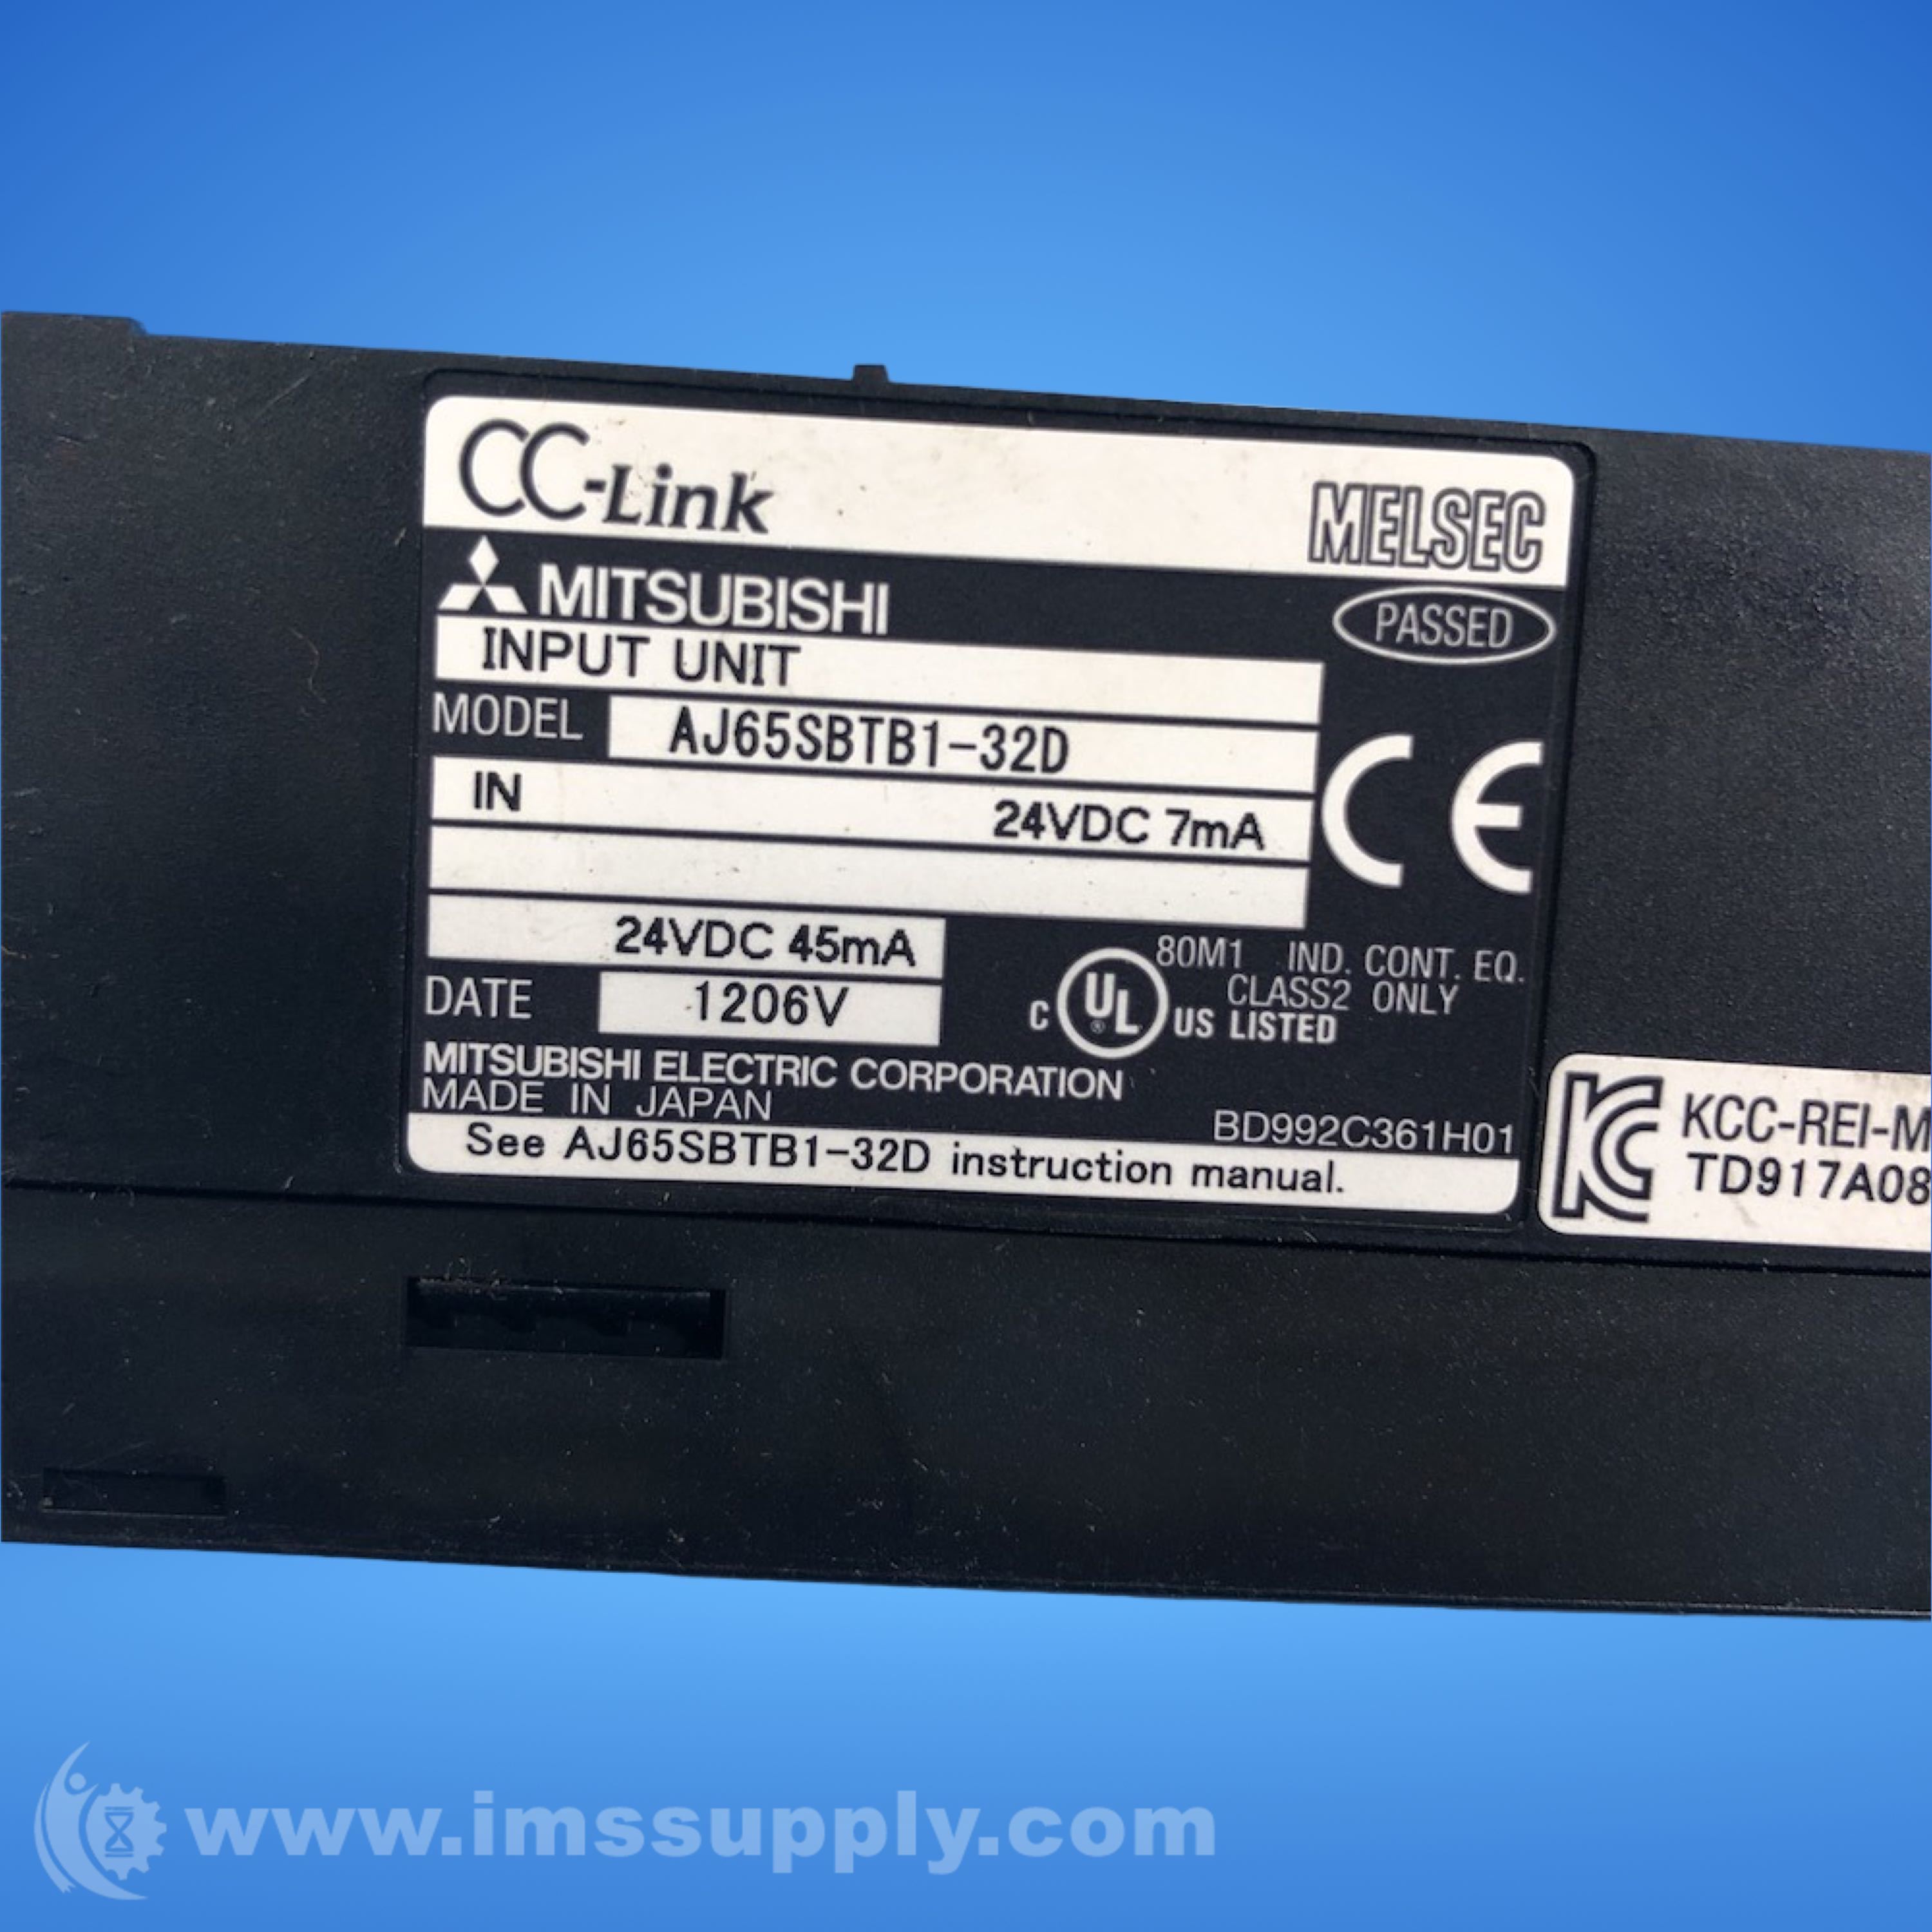 CC-Link MELSEC
MITSUBISHI
PASSED
INPUT UNIT
MODEL AJ65SBTB1-32D
IN 24VDC 7mA
CE
24VDC 45mA
DATE 1206V
80M1 IND. CONT. EQ.
CLASS2 ONLY
C UL ® US LISTED
MITSUBISHI ELECTRIC CORPORATION
MADE IN JAPAN BD992C361H01
See AJ65SBTB1-32D instruction manual.
KCC-REI-M
TD917A08
www.imssupply.com